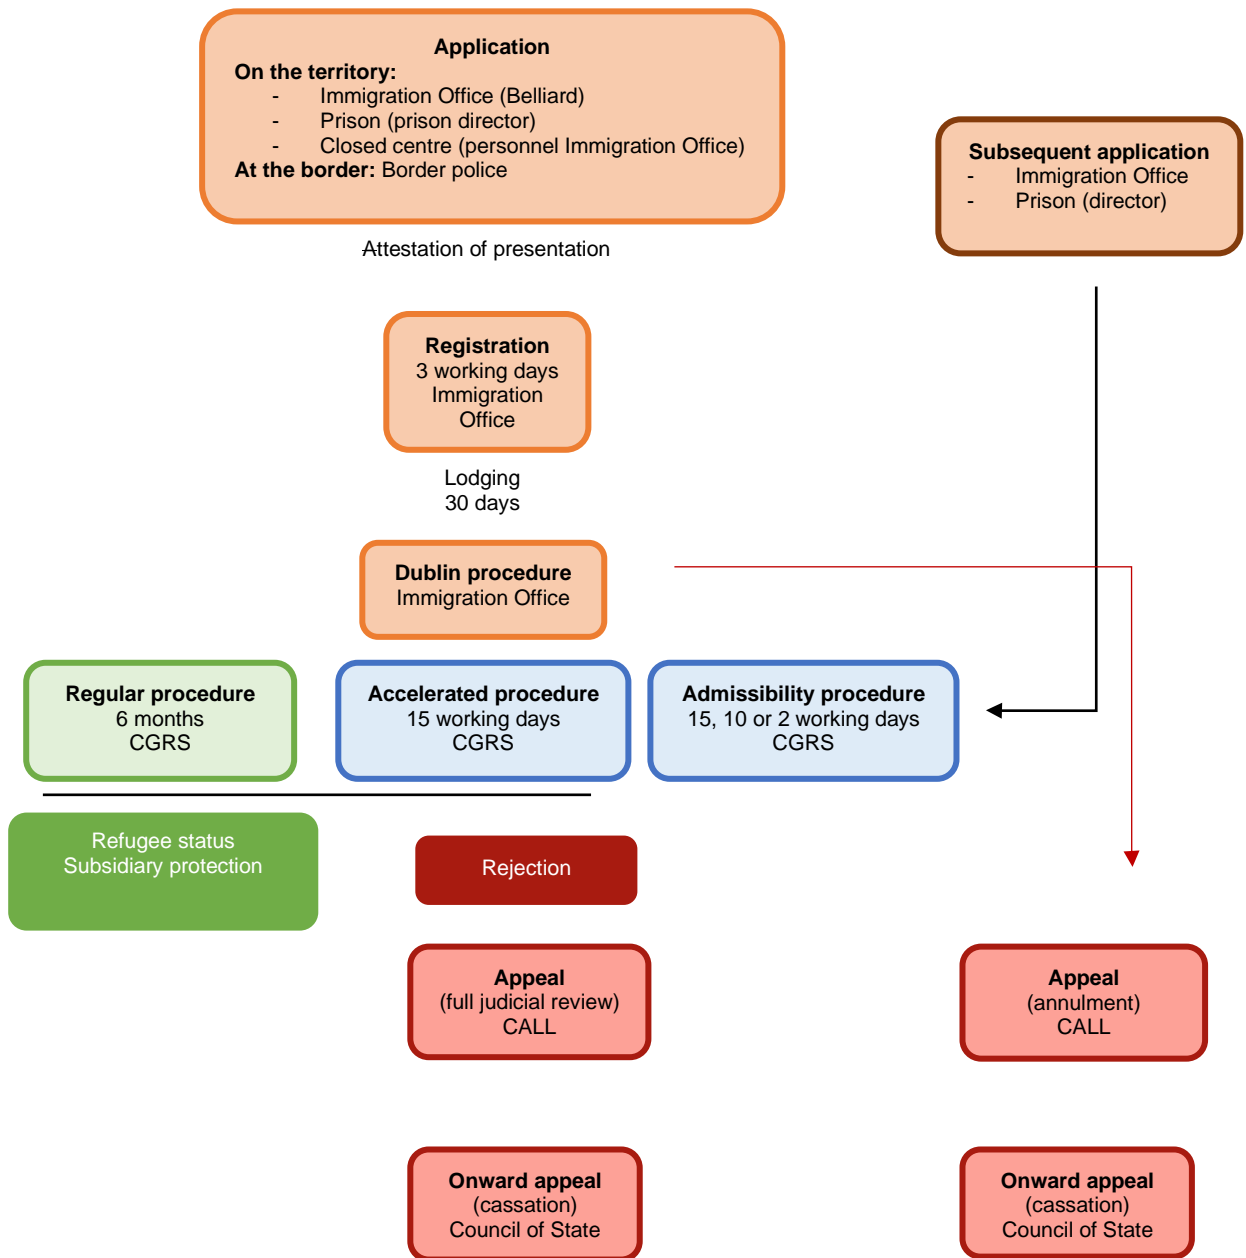 Application
On the territory:
- Immigration Office (Belliard)
- Prison (prison director)
- Closed centre (personnel Immigration Office)
At the border: Border police
Subsequent application
- Immigration Office
- Prison (director)
Attestation of presentation
Registration
3 working days
Immigration
Office
Lodging
30 days
Dublin procedure
Immigration Office
Regular procedure
6 months
CGRS
Accelerated procedure
15 working days
CGRS
Admissibility procedure
15, 10 or 2 working days
CGRS
Refugee status
Subsidiary protection
Rejection
Appeal
(full judicial review)
CALL
Appeal
(annulment)
CALL
Onward appeal
(cassation)
Council of State
Onward appeal
(cassation)
Council of State